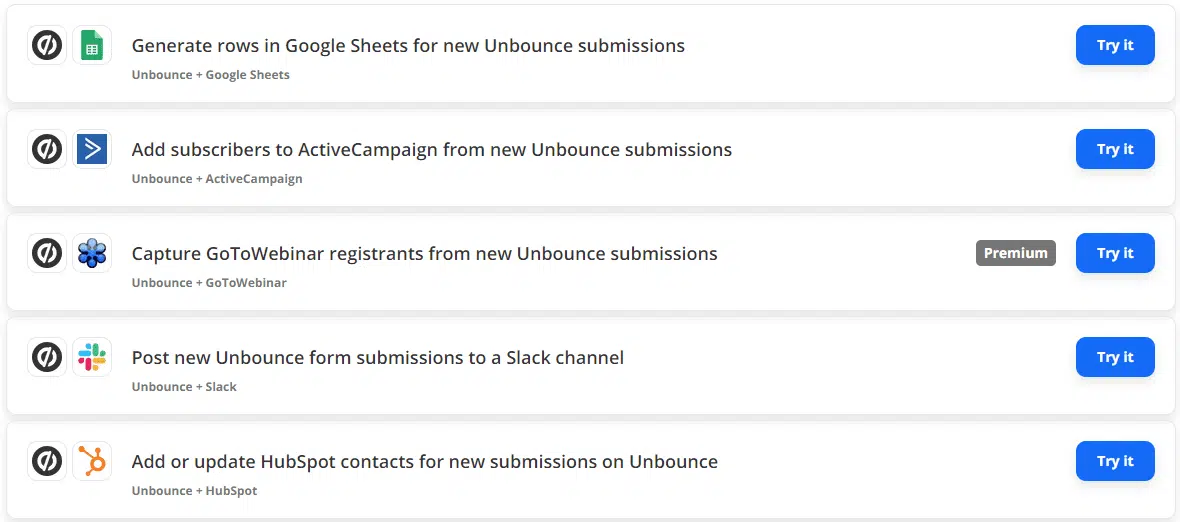 Generate rows in Google Sheets for new Unbounce submissions
Try it
Unbounce + Google Sheets
Add subscribers to ActiveCampaign from new Unbounce submissions
Try it
Unbounce + ActiveCampaign
Capture GoToWebinar registrants from new Unbounce submissions
Premium
Try it
Unbounce + GoToWebinar
Post new Unbounce form submissions to a Slack channel
Try it
Unbounce + Slack
Add or update HubSpot contacts for new submissions on Unbounce
Try it
Unbounce + HubSpot